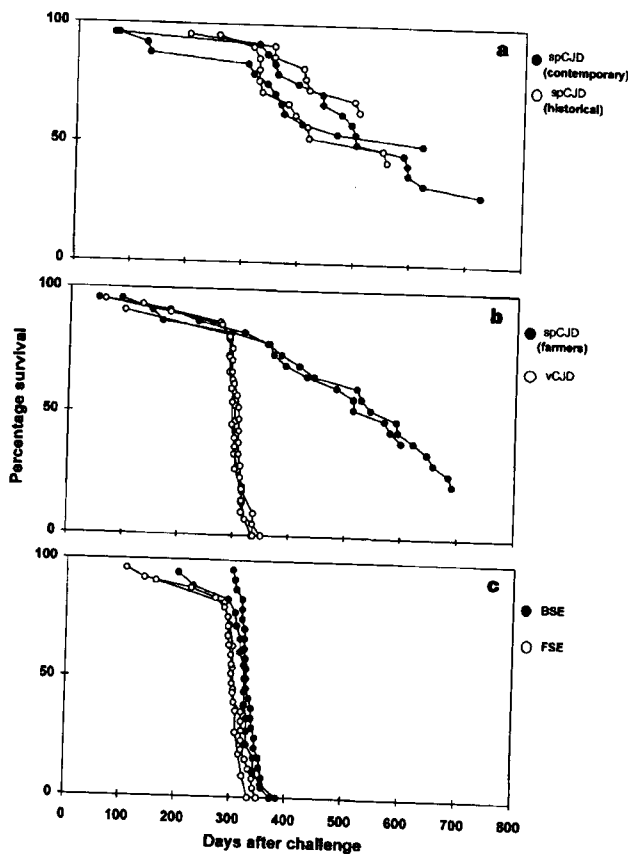 100
a
spCJD
(contemporary)
spCJD
(historical)
50
0
100
b
spCJD
(farmers)
vCJD
Percentage survival
50
0
100
c
BSE
FSE
50
0
0 100 200 300 400 500 600 700 800
Days after challenge